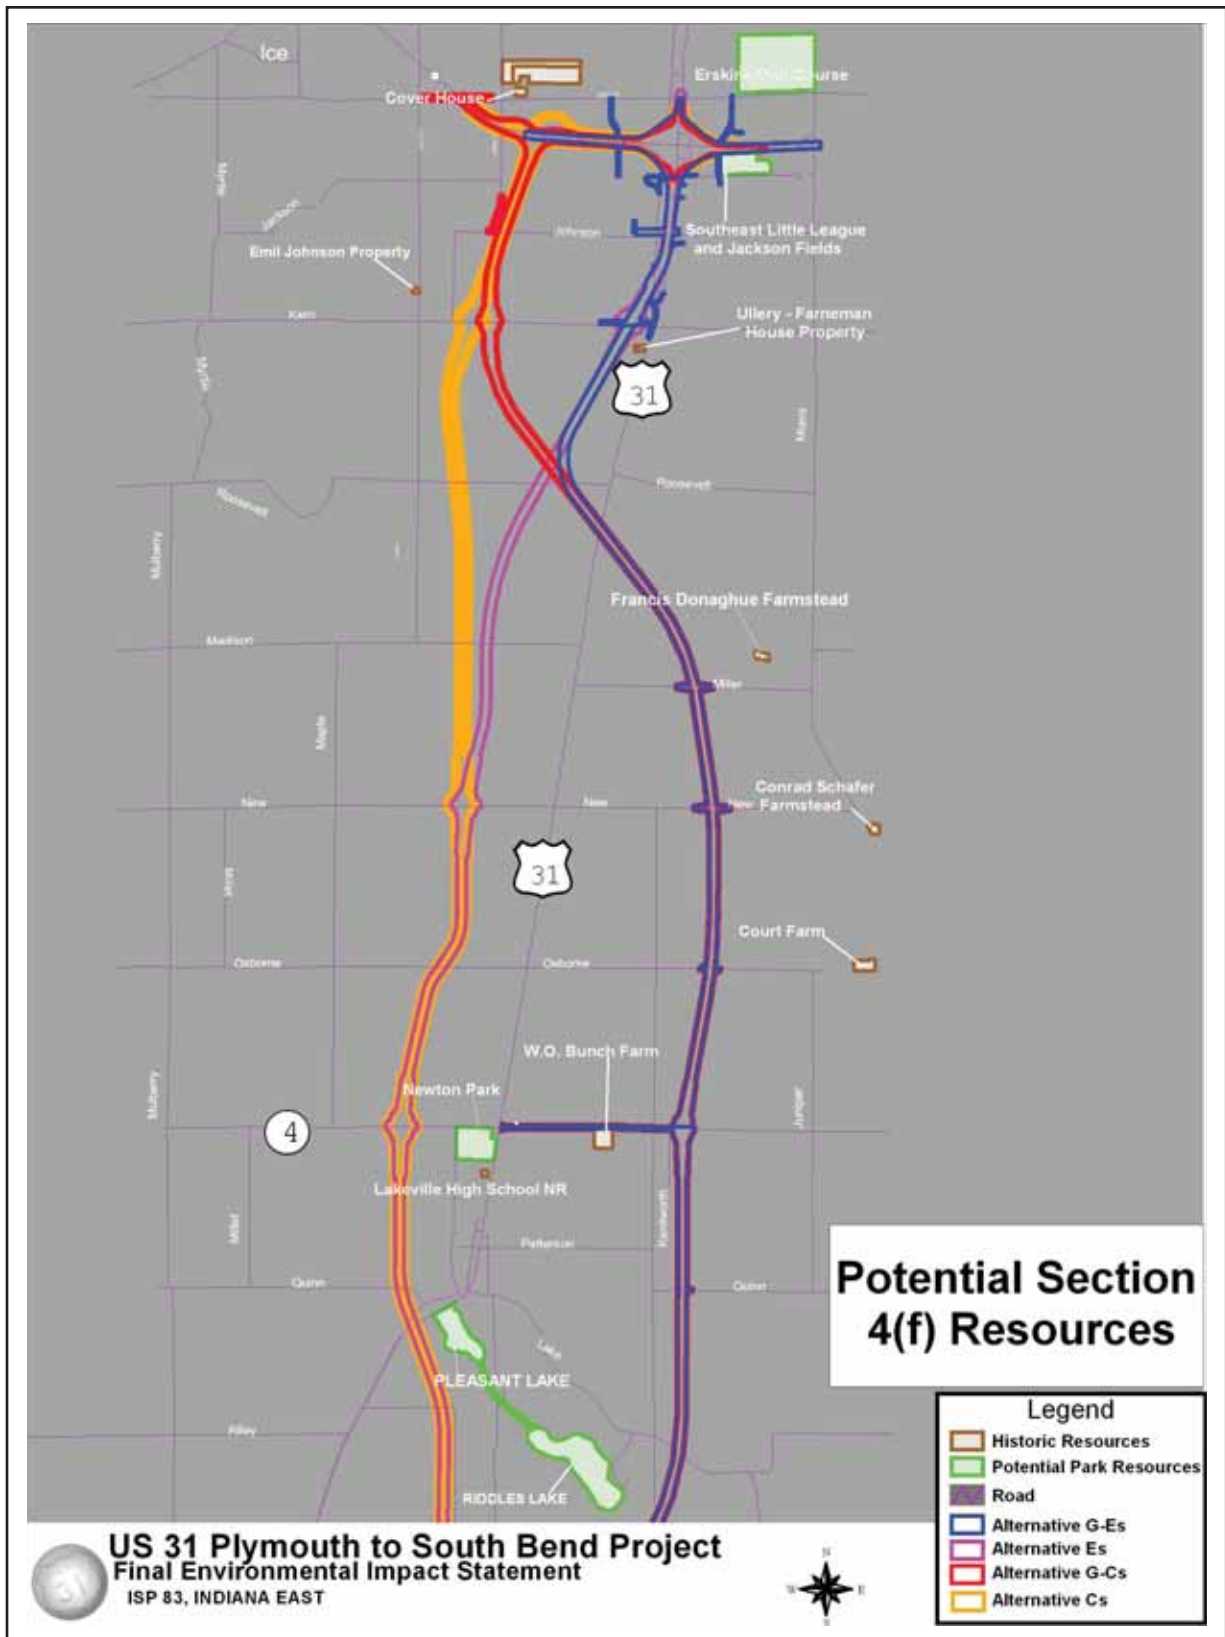 Ice
Erskine Golf Course
Cover House
Myrtle
Jackson
Johnson
Southeast Little League
and Jackson Fields
Emil Johnson Property
Kern
Ullery - Farneman
House Property
Myrtle
31
Miami
Roosevelt
Roosevelt
Mulberry
Francis Donaghue Farmstead
Madison
Miller
Maple
Conrad Schafer
Farmstead
New
New
New
31
Court Farm
Osborne
Osborne
W.O. Bunch Farm
Newton Park
Mulberry
Juniper
4
Lakeville High School NR
Kenilworth
Patterson
Quinn
Quinn
Lake
PLEASANT LAKE
Riley
RIDDLES LAKE
Potential Section
4(f) Resources
Legend
Historic Resources
Potential Park Resources
Road
Alternative G-Es
Alternative Es
Alternative G-Cs
Alternative Cs
US 31 Plymouth to South Bend Project
Final Environmental Impact Statement
ISP 83, INDIANA EAST
31
N
W
E
S